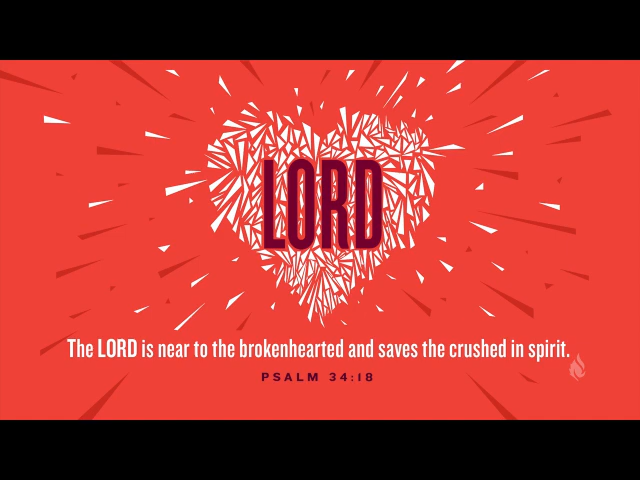 LORD
The LORD is near to the brokenhearted and saves the crushed in spirit.
PSALM 34:18